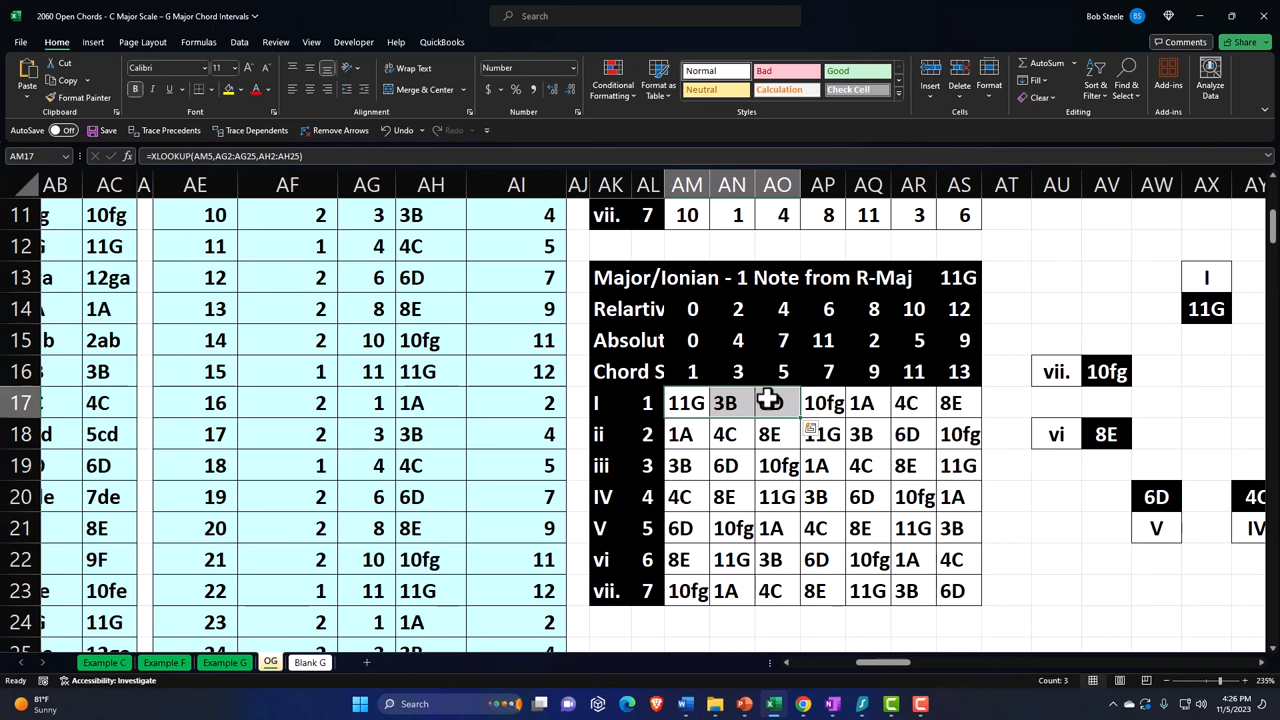 2060 Open Chords - C Major Scale – G Major Chord Intervals
Search
Bob Steele BS
File Home Insert Page Layout Formulas Data Review View Developer Help QuickBooks Comments Share
Cut Calibri 11 Wrap Text Number Normal Bad Good AutoSum
Paste Format Painter Merge & Center Conditional Formatting Format as Table Neutral Calculation Check Cell Insert Delete Format Fill Clear Sort & Filter Find & Select Add-ins Analyze Data
Clipboard Font Alignment Number Styles Cells Editing Add-ins
AutoSave Off Save Trace Precedents Trace Dependents Remove Arrows Undo Redo
AM17 fx =XLOOKUP(AM5,AG2:AG25,AH2:AH25)
AB AC A AE AF AG AH AI AJ AK AL AM AN AO AP AQ AR AS AT AU AV AW AX AY
11 g 10fg 10 2 3 3B 4 vii. 7 10 1 4 8 11 3 6
12 G 11G 11 1 4 4C 5
13 a 12ga 12 2 6 6D 7 Major/Ionian - 1 Note from R-Maj 11G I
14 1A 13 2 8 8E 9 Relartiv 0 2 4 6 8 10 12 11G
15 b 2ab 14 2 10 10fg 11 Absolut 0 4 7 11 2 5 9
16 3B 15 1 11 11G 12 Chord S 1 3 5 7 9 11 13 vii. 10fg
17 4C 16 2 1 1A 2 I 1 11G 3B 10fg 1A 4C 8E
18 d 5cd 17 2 3 3B 4 ii 2 1A 4C 8E 11G 3B 6D 10fg vi 8E
19 6D 18 1 4 4C 5 iii 3 3B 6D 10fg 1A 4C 8E 11G
20 e 7de 19 2 6 6D 7 IV 4 4C 8E 11G 3B 6D 10fg 1A 6D 4C
21 8E 20 2 8 8E 9 V 5 6D 10fg 1A 4C 8E 11G 3B V IV
22 9F 21 2 10 10fg 11 vi 6 8E 11G 3B 6D 10fg 1A 4C
23 e 10fe 22 1 11 11G 12 vii. 7 10fg 1A 4C 8E 11G 3B 6D
24 G 11G 23 2 1 1A 2
Example C Example F Example G OG Blank G
Ready Accessibility: Investigate Count: 3 235%
81°F
Sunny
Search
4:26 PM
11/5/2023